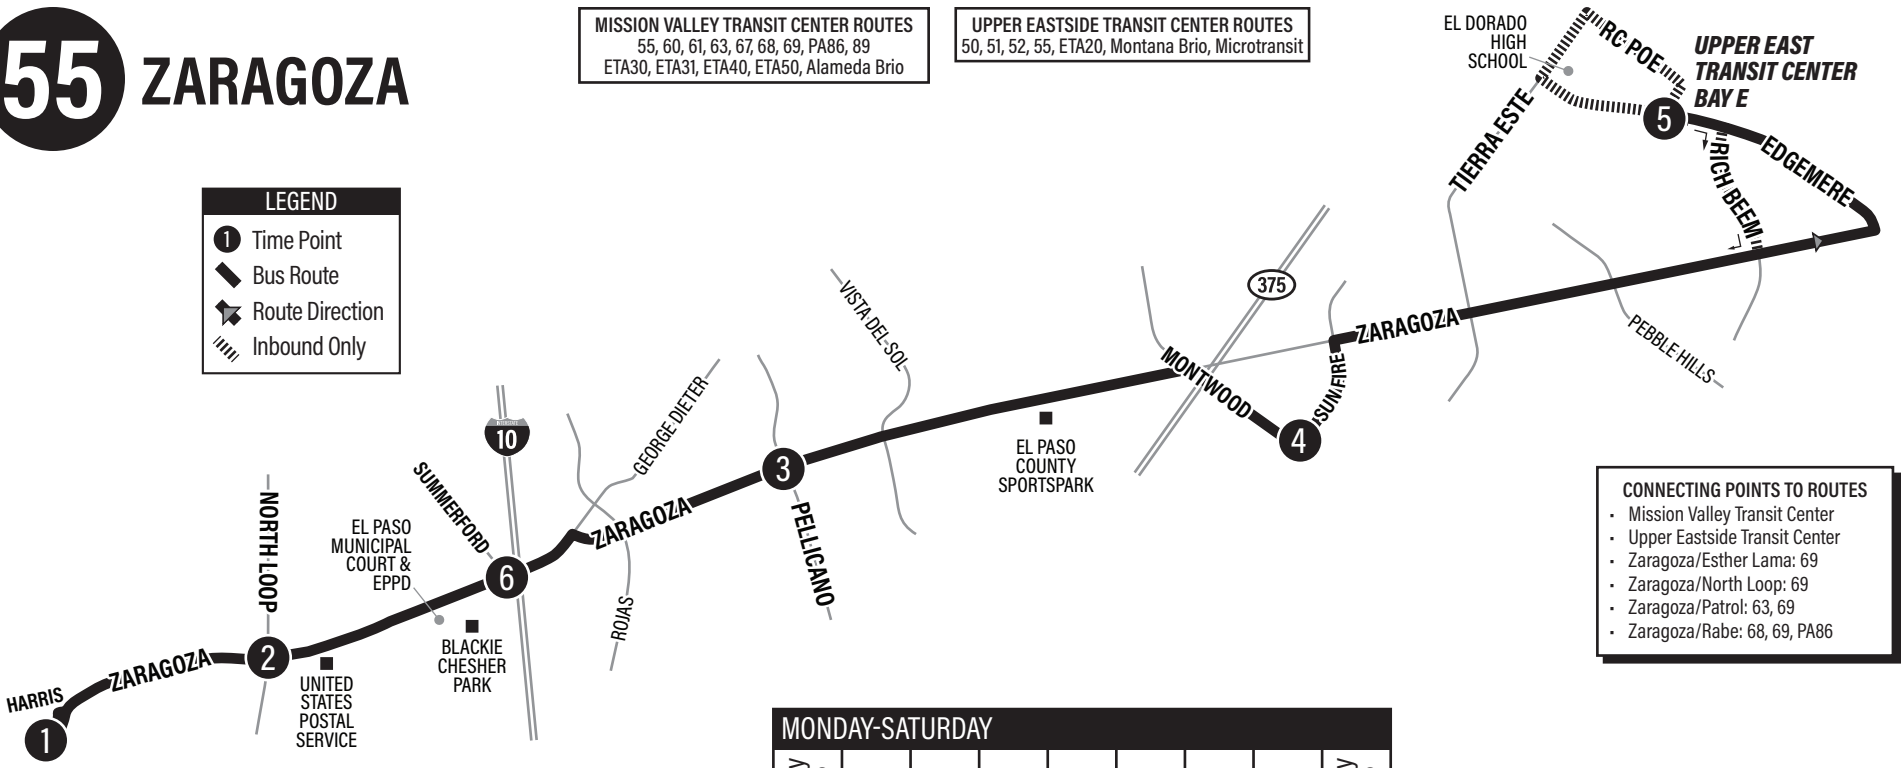 55 ZARAGOZA
MISSION VALLEY TRANSIT CENTER ROUTES
55, 60, 61, 63, 67, 68, 69, PA86, 89
ETA30, ETA31, ETA40, ETA50, Alameda Brio
UPPER EASTSIDE TRANSIT CENTER ROUTES
50, 51, 52, 55, ETA20, Montana Brio, Microtransit
EL DORADO
HIGH
SCHOOL
RC POE
UPPER EAST
TRANSIT CENTER
BAY E
5
TIERRA ESTE
RICH BEEM
EDGEMERE
LEGEND
1 Time Point
Bus Route
Route Direction
Inbound Only
375
VISTA DEL SOL
ZARAGOZA
PEBBLE HILLS
MONTWOOD
SUN FIRE
4
GEORGE DIETER
INTERSTATE
10
EL PASO
COUNTY
SPORTSPARK
3
SUMMERFORD
ZARAGOZA
PELLICANO
NORTH LOOP
EL PASO
MUNICIPAL
COURT &
EPPD
6
ROJAS
BLACKIE
CHESHER
PARK
2
ZARAGOZA
UNITED
STATES
POSTAL
SERVICE
HARRIS
1
CONNECTING POINTS TO ROUTES
· Mission Valley Transit Center
· Upper Eastside Transit Center
· Zaragoza/Esther Lama: 69
· Zaragoza/North Loop: 69
· Zaragoza/Patrol: 63, 69
· Zaragoza/Rabe: 68, 69, PA86
MONDAY-SATURDAY